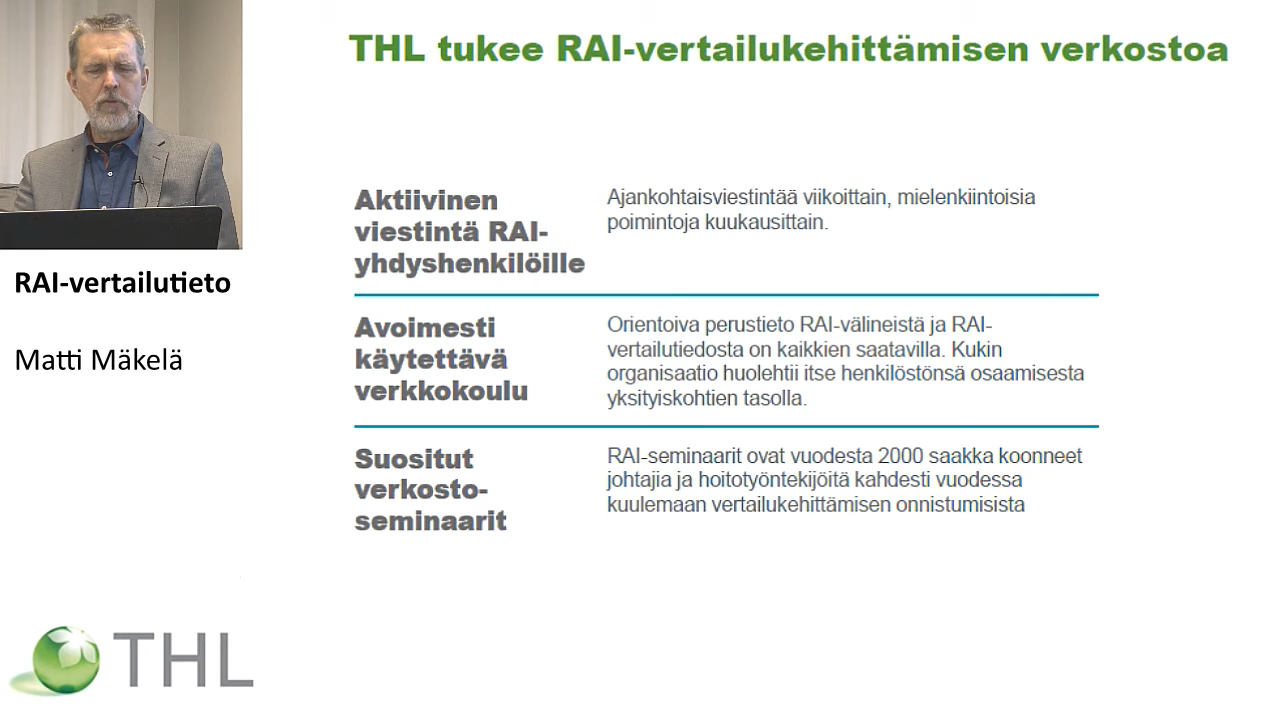 THL tukee RAI-vertailukehittämisen verkostoa
Aktiivinen
viestintä RAI-
yhdyshenkilöille
Ajankohtaisviestintää viikoittain, mielenkiintoisia
poimintoja kuukausittain.
Avoimesti
käytettävä
verkkokoulu
Orientoiva perustieto RAI-välineistä ja RAI-
vertailutiedosta on kaikkien saatavilla. Kukin
organisaatio huolehtii itse henkilöstönsä osaamisesta
yksityiskohtien tasolla.
Suositut
verkosto-
seminaarit
RAI-seminaarit ovat vuodesta 2000 saakka koonneet
johtajia ja hoitotyöntekijöitä kahdesti vuodessa
kuulemaan vertailukehittämisen onnistumisista
RAI-vertailutieto
Matti Mäkelä
THL